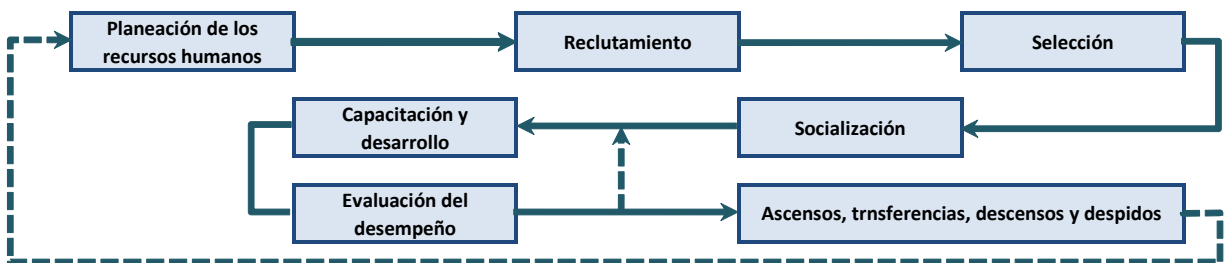 Planeación de los
recursos humanos
Reclutamiento
Selección
Capacitación y
desarrollo
Socialización
Evaluación del
desempeño
Ascensos, trnsferencias, descensos y despidos